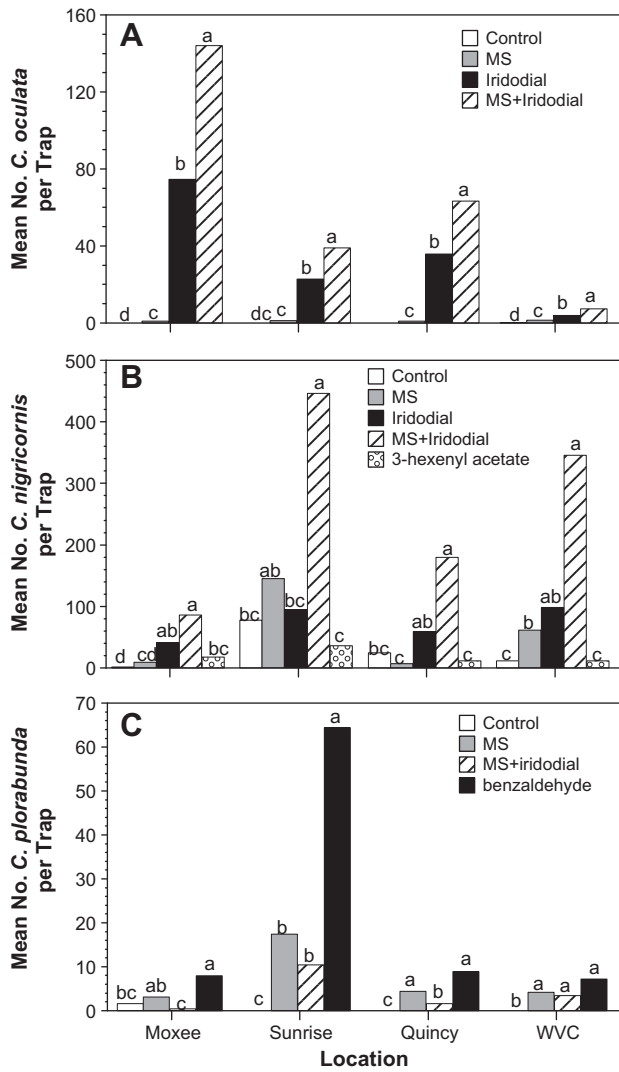 A
Mean No. C. oculata
per Trap
160
120
80
40
0
Control
MS
Iridodial
MS+Iridodial
d c b a
dc c b a
c b a
d c b a
B
Mean No. C. nigricornis
per Trap
500
400
300
200
100
0
Control
MS
Iridodial
MS+Iridodial
3-hexenyl acetate
d cd ab a bc
bc ab bc a c
bc c ab a c
c b ab a c
C
Mean No. C. plorabunda
per Trap
70
60
50
40
30
20
10
0
Control
MS
MS+iridodial
benzaldehyde
bc ab c a
c b b a
c a b a
b a a a
Moxee Sunrise Quincy WVC
Location